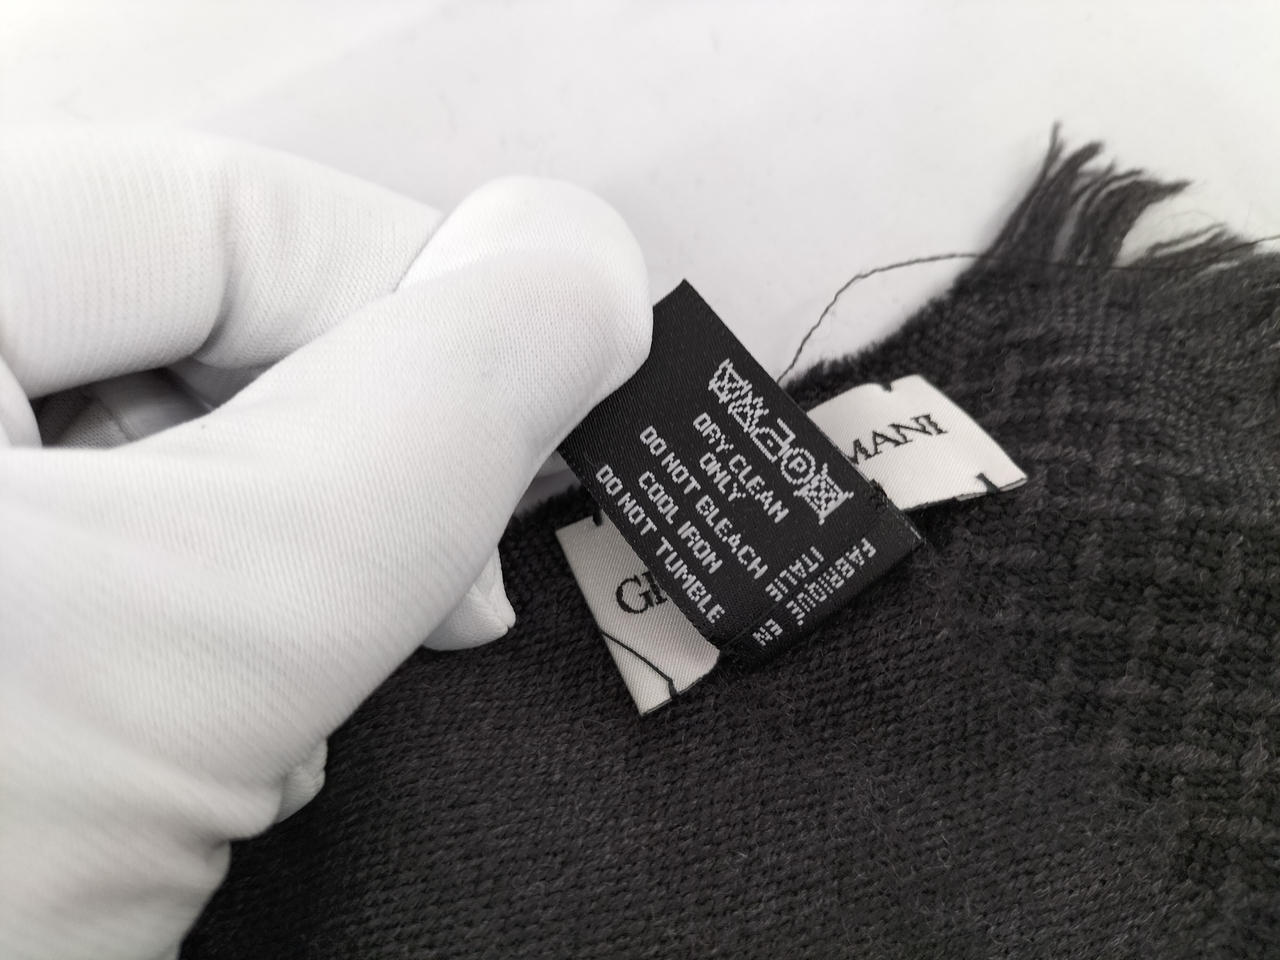 GI MANI
DRY CLEAN
ONLY
DO NOT BLEACH
COOL IRON
DO NOT TUMBLE
FABRIQUE EN
ITALIE